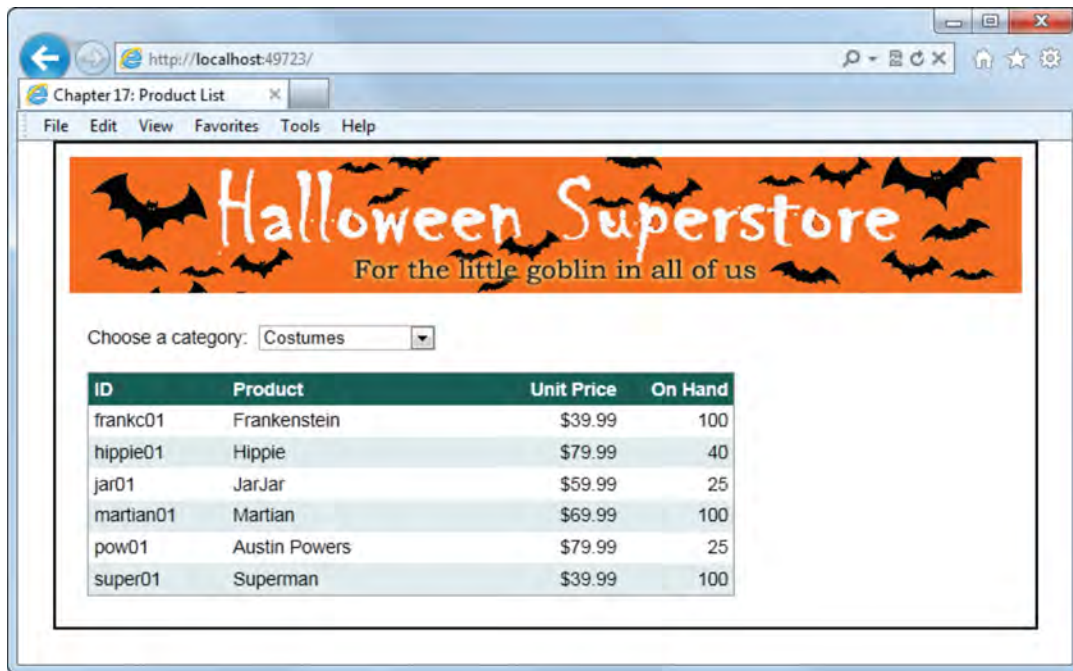 http://localhost:49723/
Chapter 17: Product List
File Edit View Favorites Tools Help
Halloween Superstore
For the little goblin in all of us
Choose a category: Costumes
ID Product Unit Price On Hand
frankc01 Frankenstein $39.99 100
hippie01 Hippie $79.99 40
jar01 JarJar $59.99 25
martian01 Martian $69.99 100
pow01 Austin Powers $79.99 25
super01 Superman $39.99 100